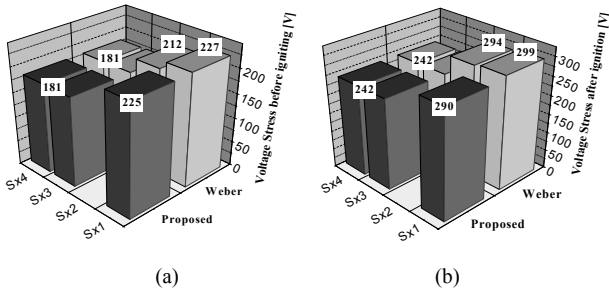 181
181
212
227
225
200
150
100
50
0
Voltage Stress before igniting [V]
Sx4
Sx3
Sx2
Sx1
Weber
Proposed
(a)
242
242
294
299
290
300
250
200
150
100
50
0
Voltage Stress after ignition [V]
Sx4
Sx3
Sx2
Sx1
Weber
Proposed
(b)